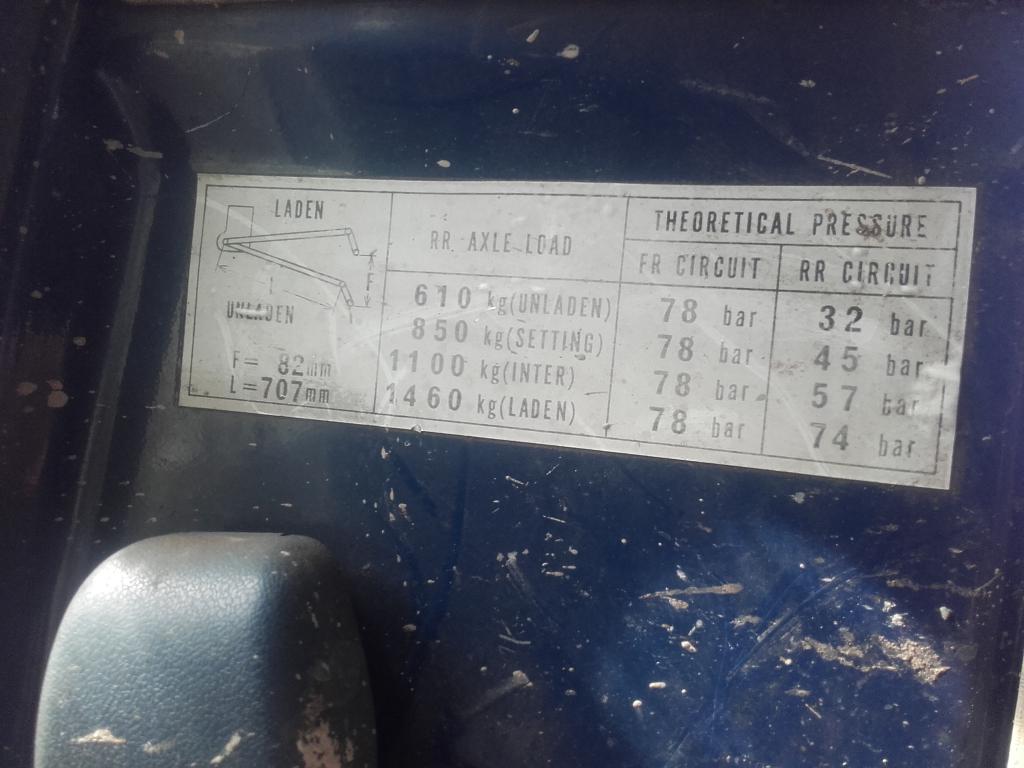 LADEN
F
L
UNLADEN
F= 82mm
L=707mm
RR. AXLE LOAD
THEORETICAL PRESSURE
FR CIRCUIT RR CIRCUIT
610 kg(UNLADEN) 78 bar 32 bar
850 kg(SETTING) 78 bar 45 bar
1100 kg(INTER) 78 bar 57 bar
1460 kg(LADEN) 78 bar 74 bar